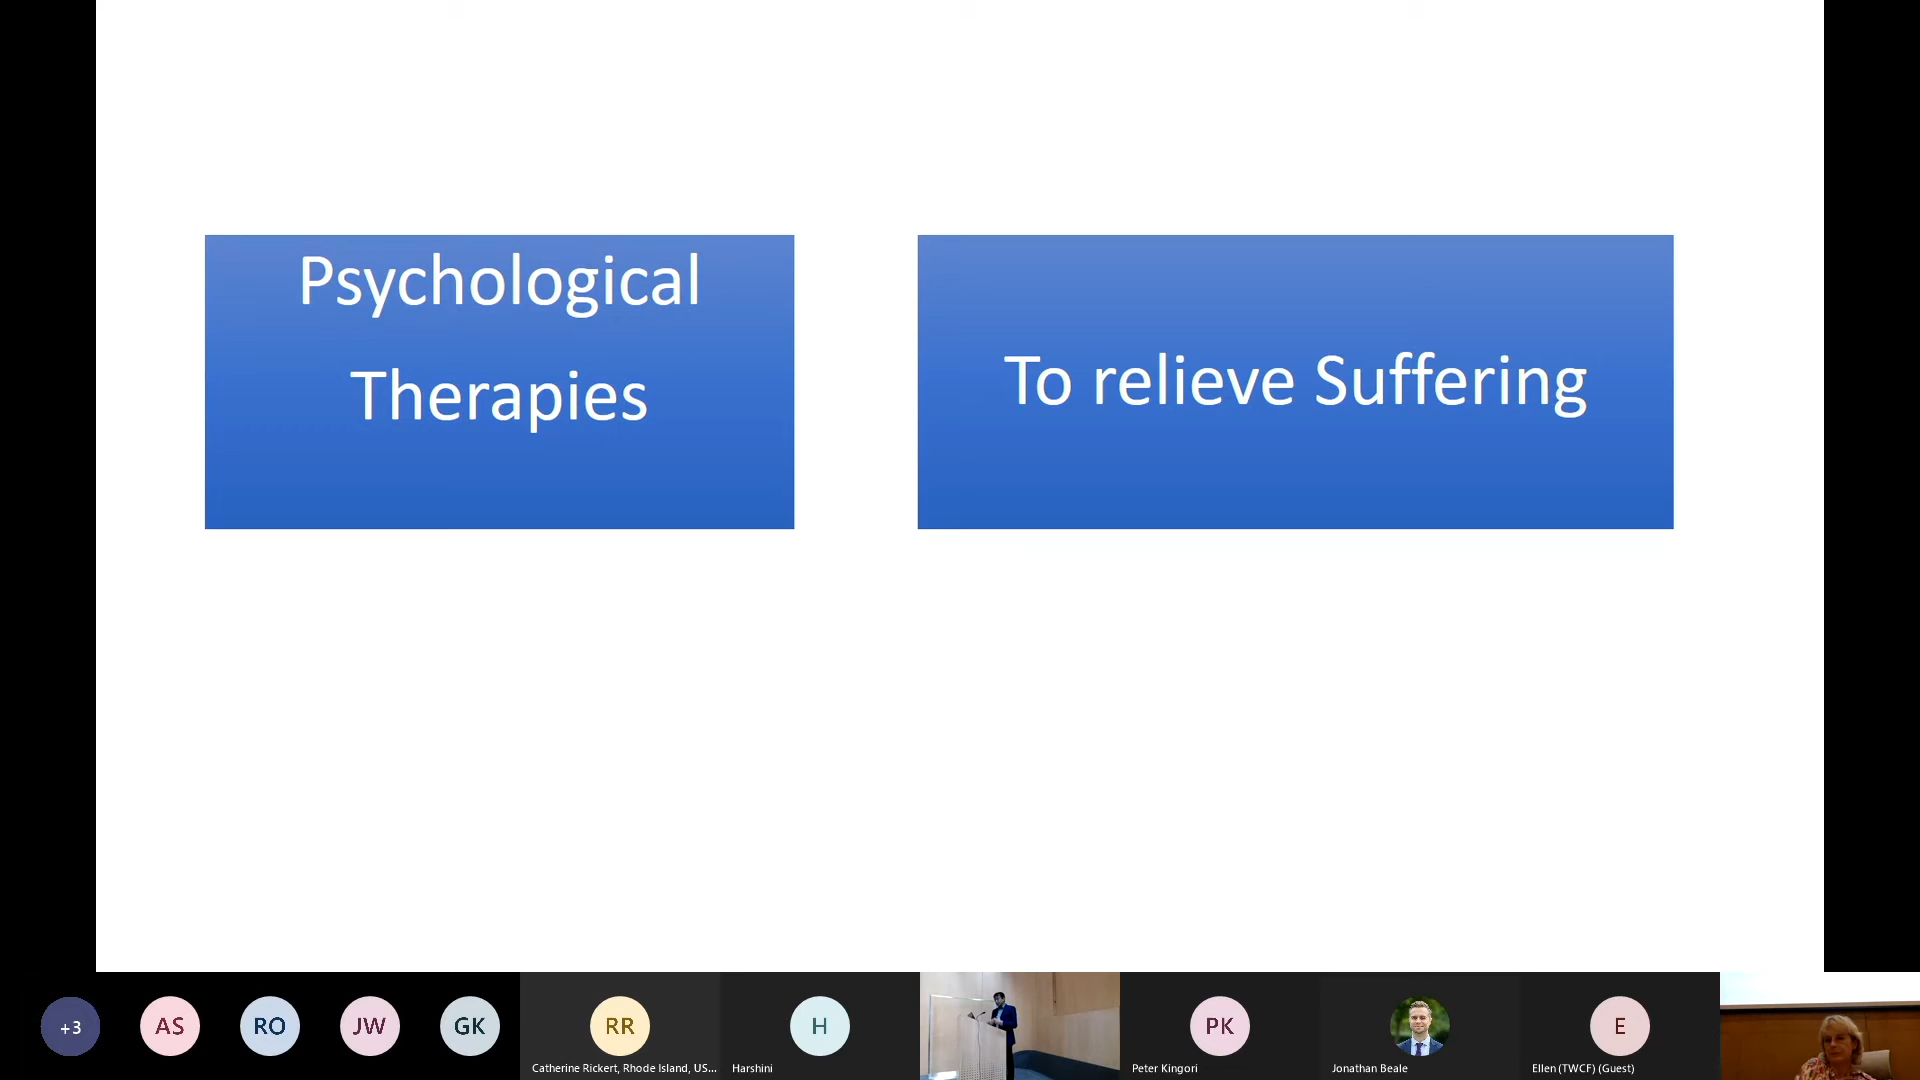 Psychological
Therapies
To relieve Suffering
+3
AS
RO
JW
GK
RR
H
PK
E
Catherine Rickert, Rhode Island, US...
Harshini
Peter Kingori
Jonathan Beale
Ellen (TWCF) (Guest)